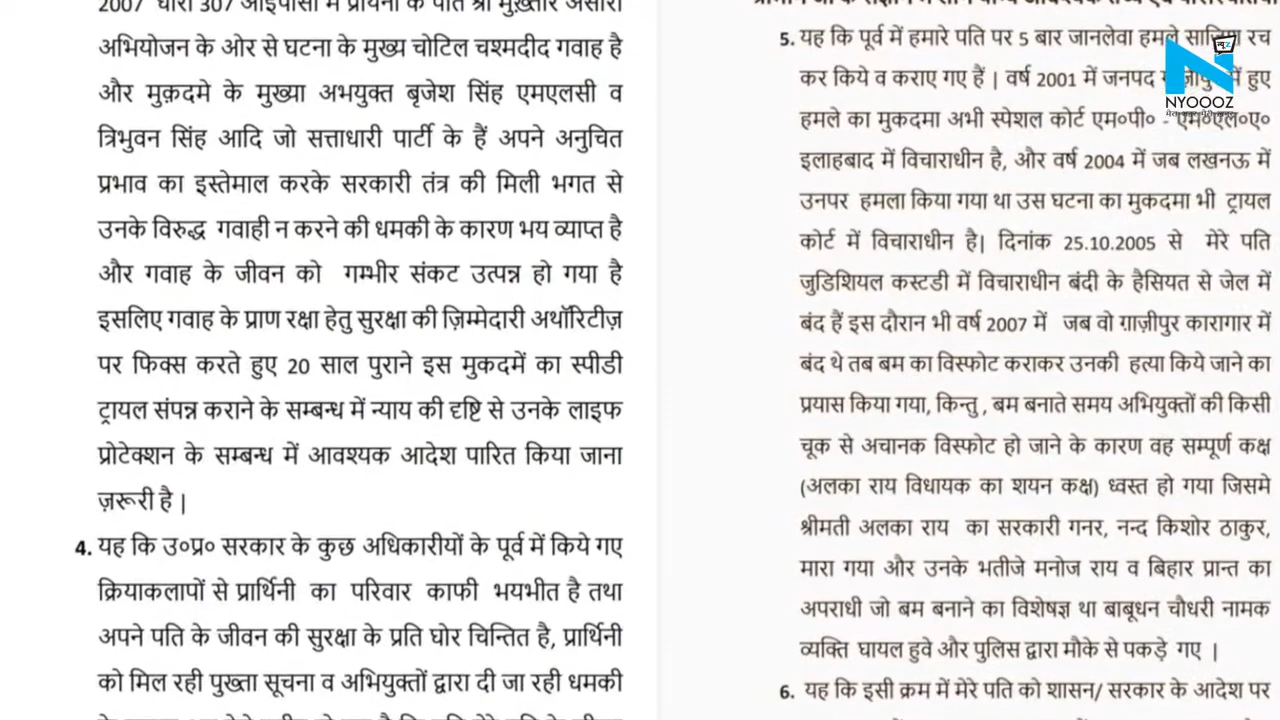 2007 धारा 307 आईपीसी में प्रार्थिनी के पति श्री मुख़्तार अंसारी
अभियोजन के ओर से घटना के मुख्य चोटिल चश्मदीद गवाह है
और मुक़दमे के मुख्या अभयुक्त बृजेश सिंह एमएलसी व
त्रिभुवन सिंह आदि जो सत्ताधारी पार्टी के हैं अपने अनुचित
प्रभाव का इस्तेमाल करके सरकारी तंत्र की मिली भगत से
उनके विरुद्ध गवाही न करने की धमकी के कारण भय व्याप्त है
और गवाह के जीवन को गम्भीर संकट उत्पन्न हो गया है
इसलिए गवाह के प्राण रक्षा हेतु सुरक्षा की ज़िम्मेदारी अथॉरिटीज़
पर फिक्स करते हुए 20 साल पुराने इस मुकदमें का स्पीडी
ट्रायल संपन्न कराने के सम्बन्ध में न्याय की दृष्टि से उनके लाइफ
प्रोटेक्शन के सम्बन्ध में आवश्यक आदेश पारित किया जाना
ज़रूरी है |
4. यह कि उ०प्र० सरकार के कुछ अधिकारीयों के पूर्व में किये गए
क्रियाकलापों से प्रार्थिनी का परिवार काफी भयभीत है तथा
अपने पति के जीवन की सुरक्षा के प्रति घोर चिन्तित है, प्रार्थिनी
को मिल रही पुख्ता सूचना व अभियुक्तों द्वारा दी जा रही धमकी
5. यह कि पूर्व में हमारे पति पर 5 बार जानलेवा हमले रच
कर किये व कराए गए हैं | वर्ष 2001 में जनपद में हुए
हमले का मुकदमा अभी स्पेशल कोर्ट एम०पी० - एम०एल०ए०
इलाहबाद में विचाराधीन है, और वर्ष 2004 में जब लखनऊ में
उनपर हमला किया गया था उस घटना का मुकदमा भी ट्रायल
कोर्ट में विचाराधीन है| दिनांक 25.10.2005 से मेरे पति
जुडिशियल कस्टडी में विचाराधीन बंदी के हैसियत से जेल में
बंद हैं इस दौरान भी वर्ष 2007 में जब वो ग़ाज़ीपुर कारागार में
बंद थे तब बम का विस्फोट कराकर उनकी हत्या किये जाने का
प्रयास किया गया, किन्तु , बम बनाते समय अभियुक्तों की किसी
चूक से अचानक विस्फोट हो जाने के कारण वह सम्पूर्ण कक्ष
(अलका राय विधायक का शयन कक्ष) ध्वस्त हो गया जिसमे
श्रीमती अलका राय का सरकारी गनर, नन्द किशोर ठाकुर,
मारा गया और उनके भतीजे मनोज राय व बिहार प्रान्त का
अपराधी जो बम बनाने का विशेषज्ञ था बाबूधन चौधरी नामक
व्यक्ति घायल हुवे और पुलिस द्वारा मौके से पकड़े गए |
6. यह कि इसी क्रम में मेरे पति को शासन/ सरकार के आदेश पर
NYOOOZ